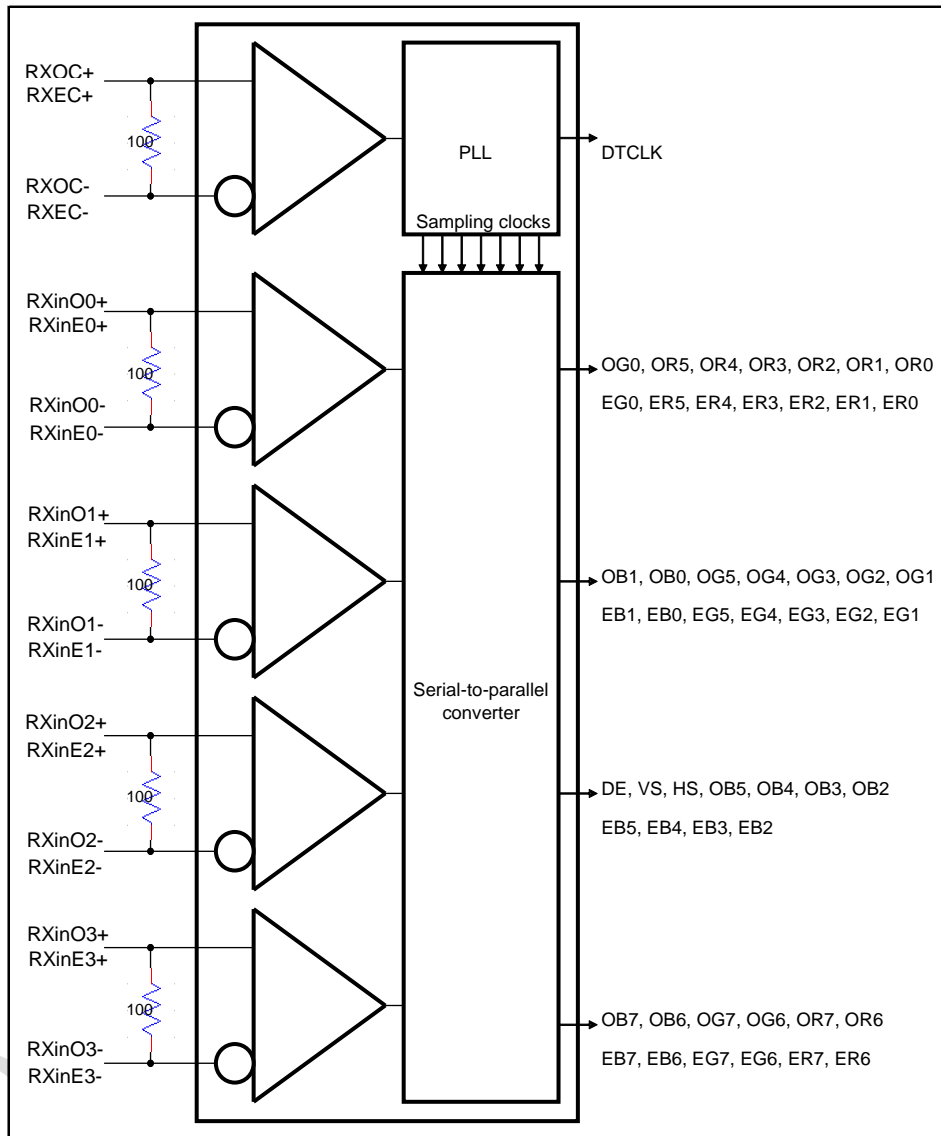 RXOC+
RXEC+
100
RXOC-
RXEC-
PLL
DTCLK
Sampling clocks
RXinO0+
RXinE0+
100
RXinO0-
RXinE0-
OG0, OR5, OR4, OR3, OR2, OR1, OR0
EG0, ER5, ER4, ER3, ER2, ER1, ER0
RXinO1+
RXinE1+
100
RXinO1-
RXinE1-
OB1, OB0, OG5, OG4, OG3, OG2, OG1
EB1, EB0, EG5, EG4, EG3, EG2, EG1
Serial-to-parallel
converter
RXinO2+
RXinE2+
100
RXinO2-
RXinE2-
DE, VS, HS, OB5, OB4, OB3, OB2
EB5, EB4, EB3, EB2
RXinO3+
RXinE3+
100
RXinO3-
RXinE3-
OB7, OB6, OG7, OG6, OR7, OR6
EB7, EB6, EG7, EG6, ER7, ER6